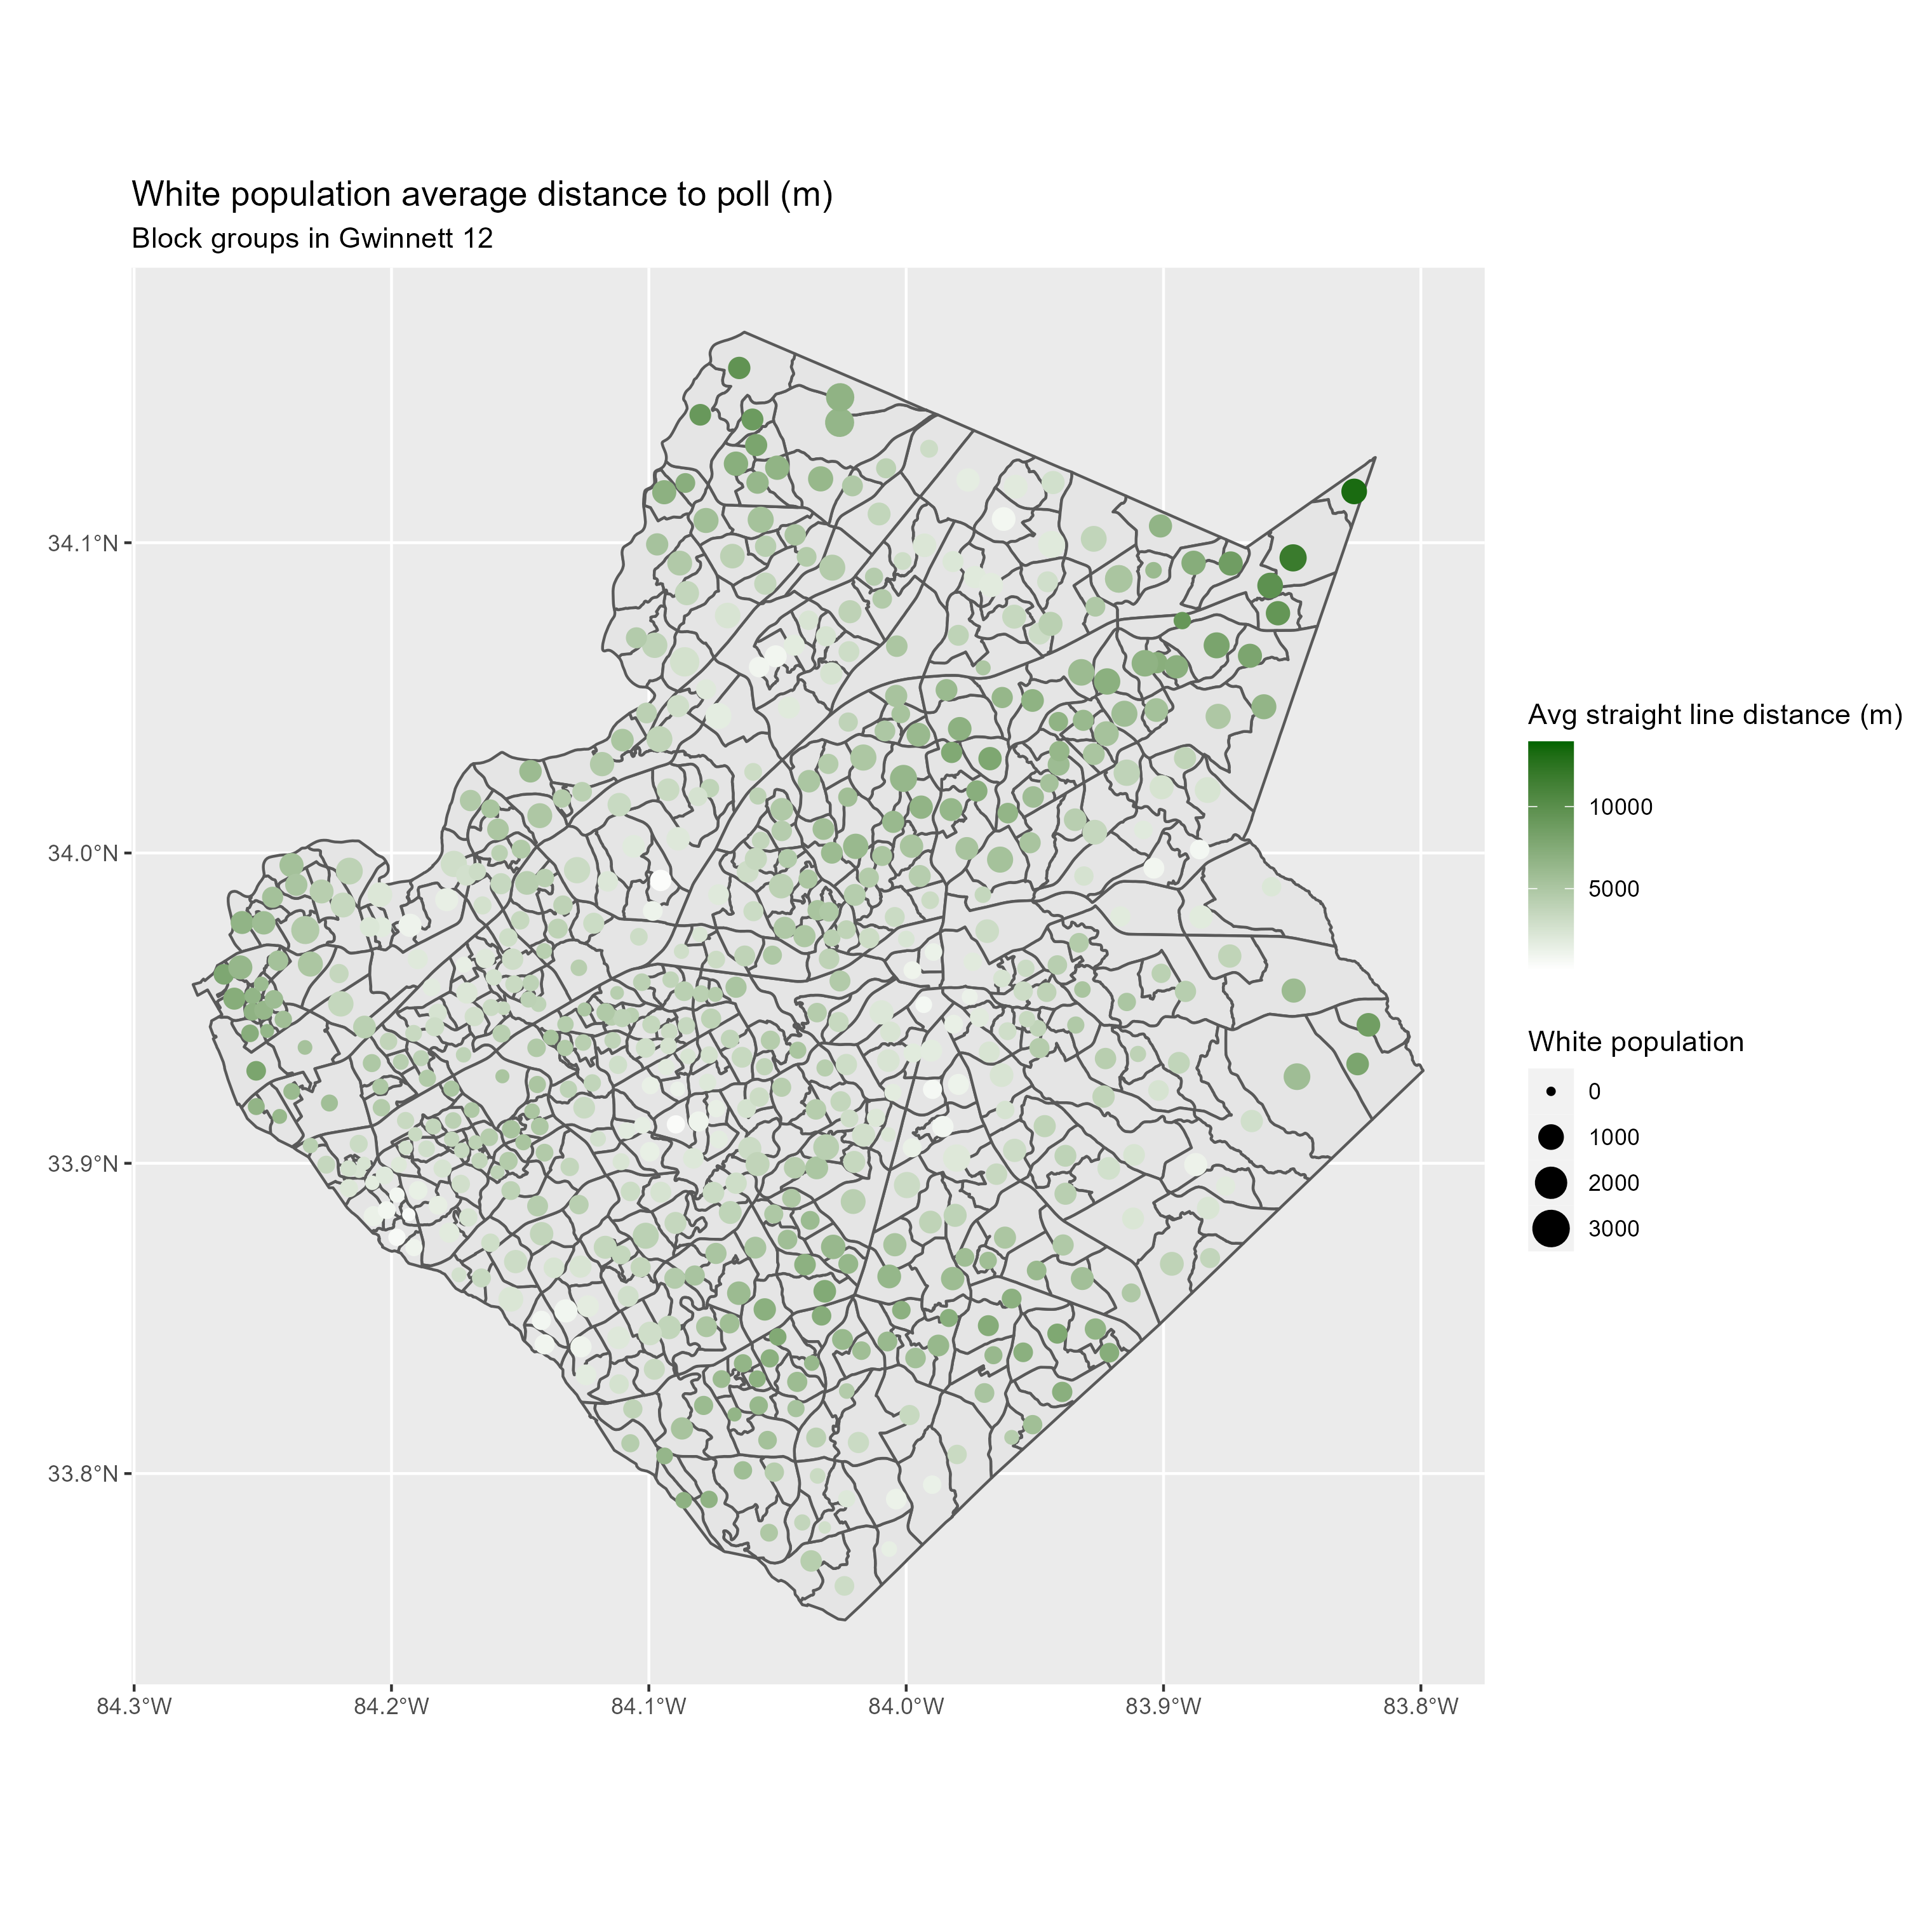 White population average distance to poll (m)
Block groups in Gwinnett 12
34.1°N
34.0°N
33.9°N
33.8°N
84.3°W
84.2°W
84.1°W
84.0°W
83.9°W
83.8°W
Avg straight line distance (m)
10000
5000
White population
0
1000
2000
3000